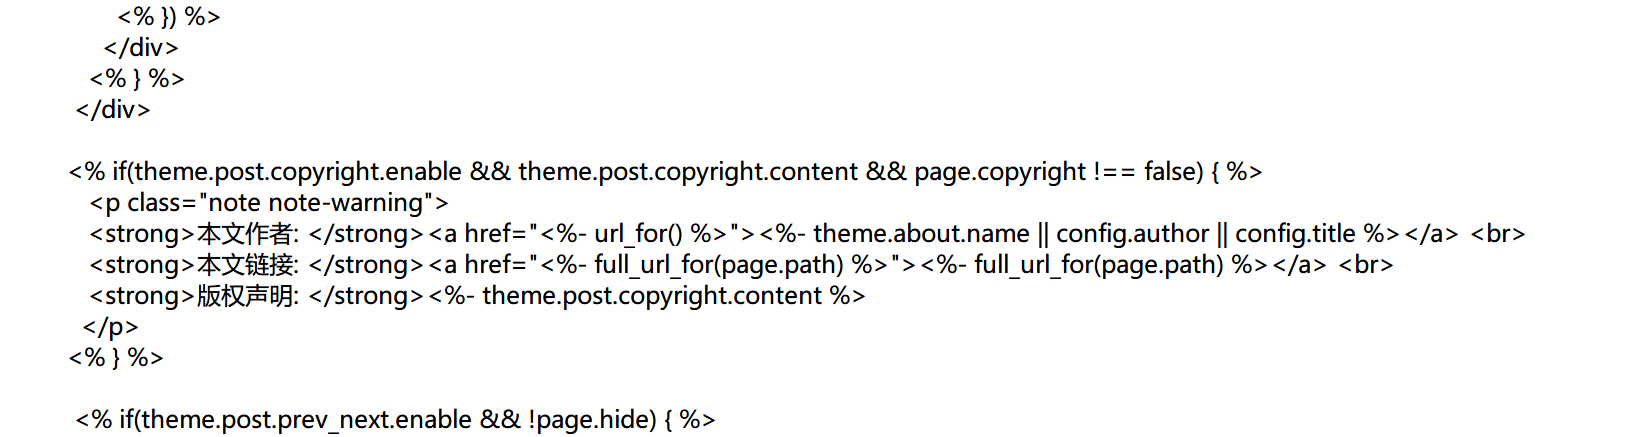 <% }) %>
</div>
<% } %>
</div>
<% if(theme.post.copyright.enable && theme.post.copyright.content && page.copyright !== false) { %>
<p class="note note-warning">
<strong>本文作者: </strong><a href="<%- url_for() %>"><%- theme.about.name || config.author || config.title %></a> <br>
<strong>本文链接: </strong><a href="<%- full_url_for(page.path) %>"><%- full_url_for(page.path) %></a> <br>
<strong>版权声明: </strong><%- theme.post.copyright.content %>
</p>
<% } %>
<% if(theme.post.prev_next.enable && !page.hide) { %>